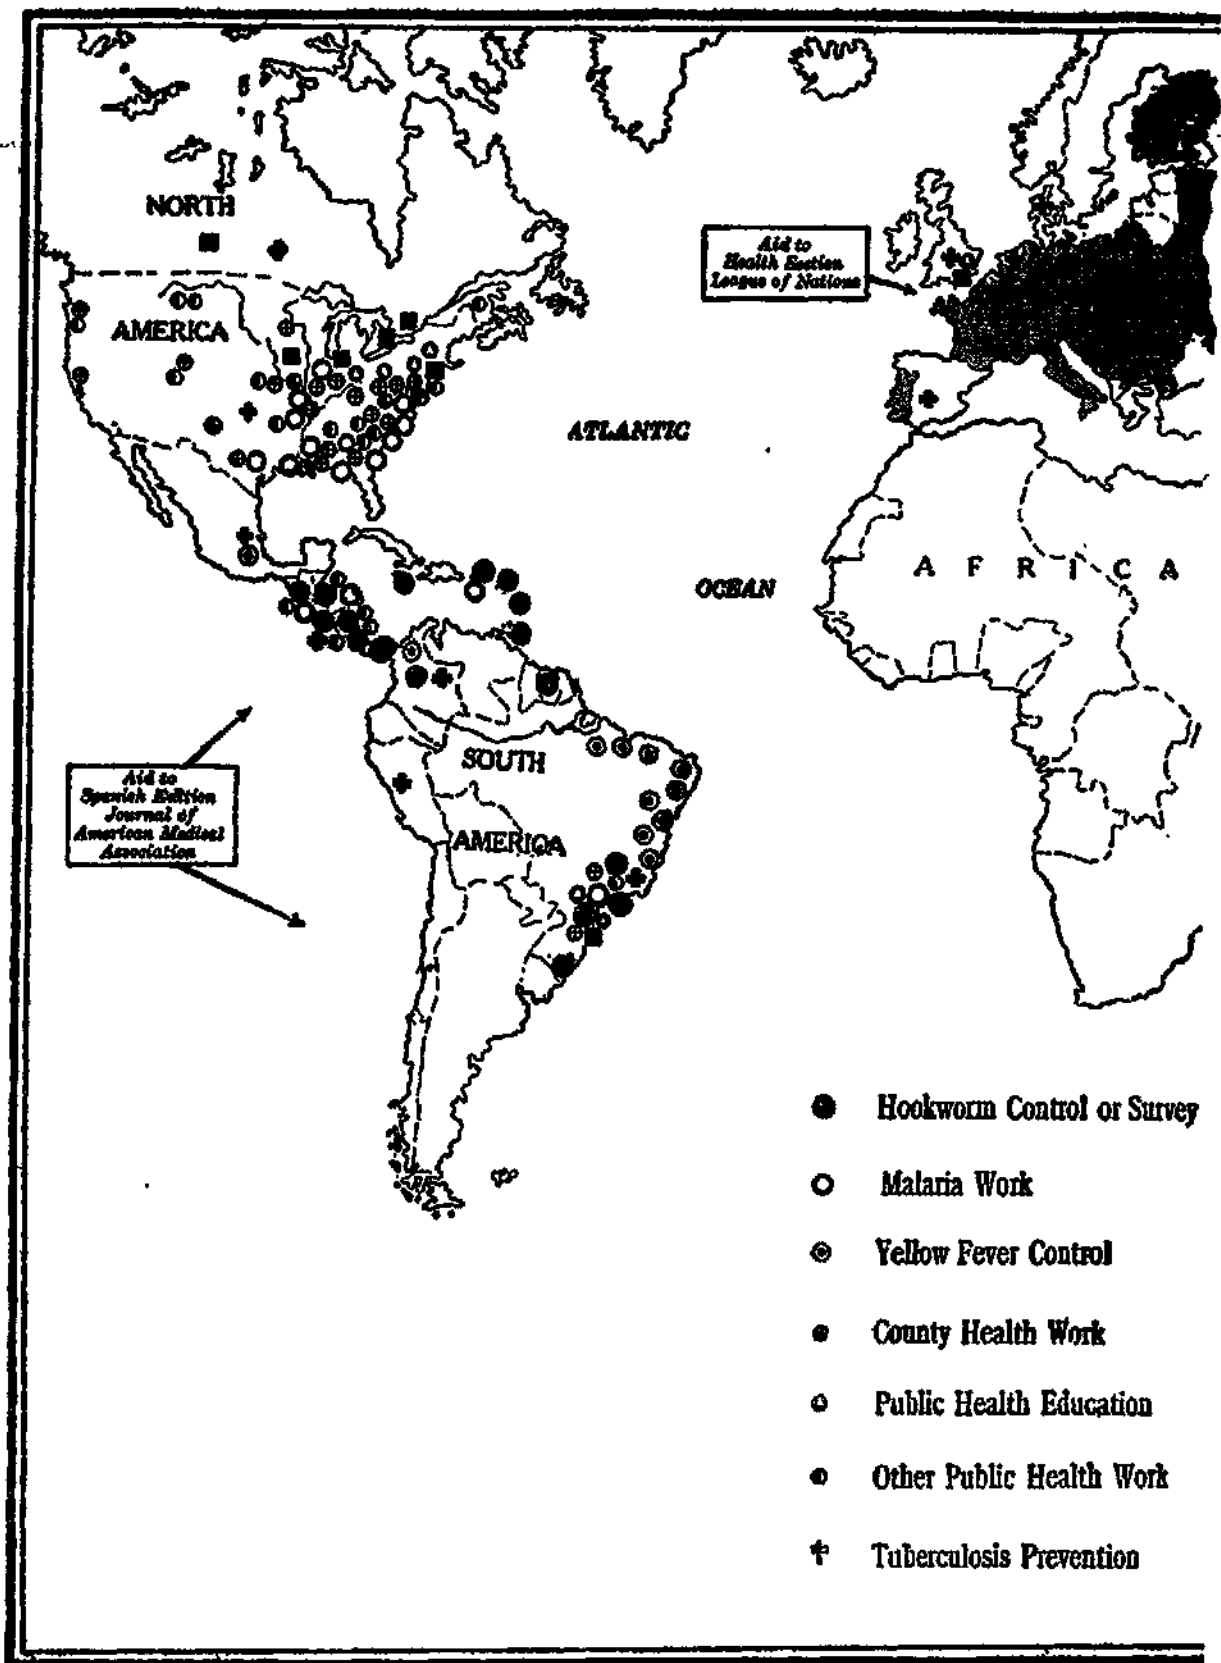 NORTH
AMERICA
Aid to
Health Section
League of Nations
ATLANTIC
OCEAN
A F R I C A
SOUTH
AMERICA
Aid to
Spanish Edition
Journal of
American Medical
Association
Hookworm Control or Survey
Malaria Work
Yellow Fever Control
County Health Work
Public Health Education
Other Public Health Work
Tuberculosis Prevention